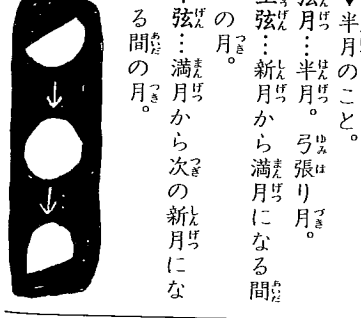 ▼半月のこと。
弦月…半月。弓張り月。
上弦…新月から満月になる間
の月。
下弦…満月から次の新月にな
る間の月。